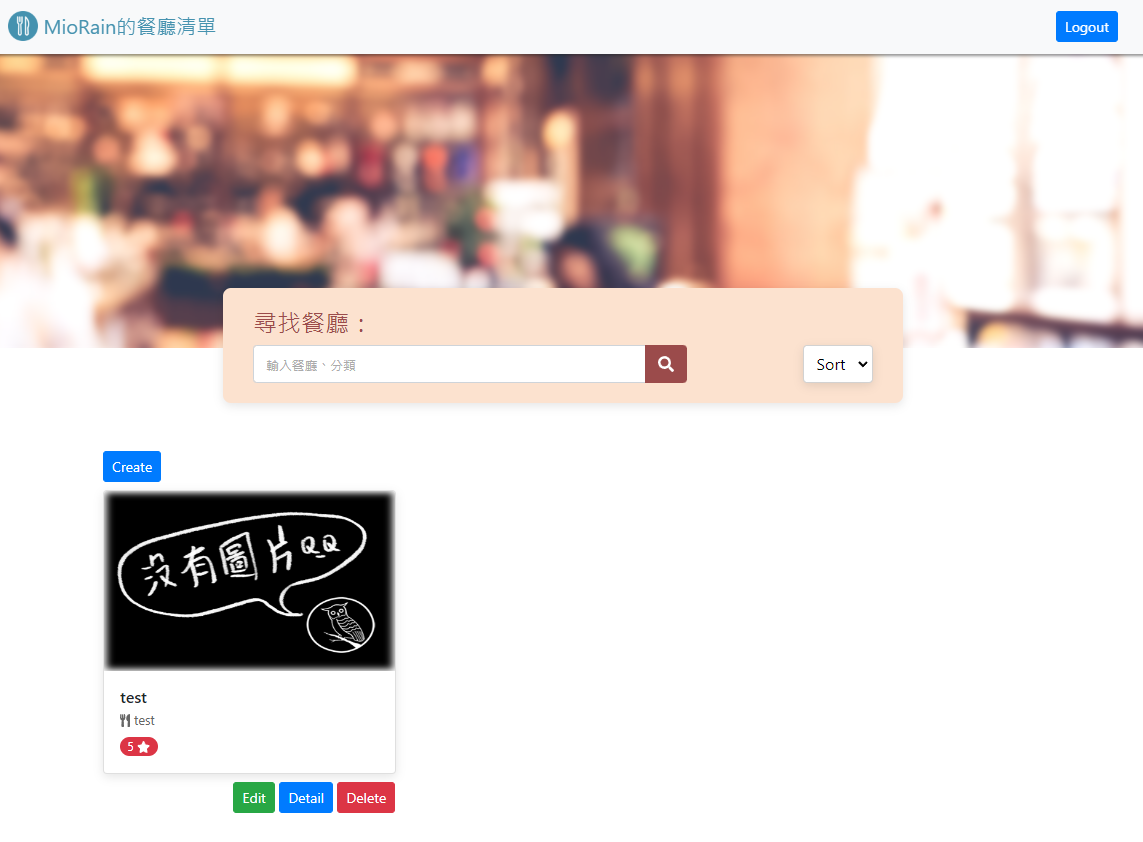 MioRain的餐廳清單
Logout
尋找餐廳：
輸入餐廳、分類
Sort
Create
沒有圖片QQ
test
test
5
Edit Detail Delete